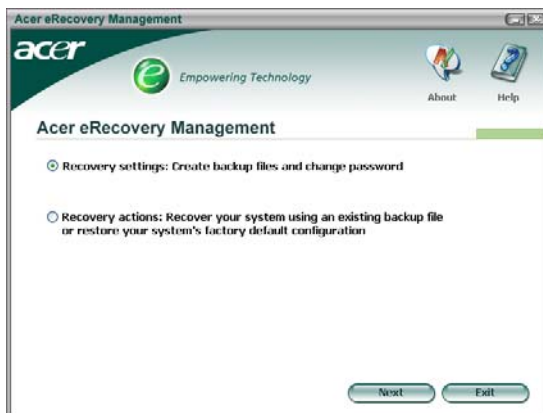 Acer eRecovery Management
acer
e Empowering Technology
About Help
Acer eRecovery Management
Recovery settings: Create backup files and change password
Recovery actions: Recover your system using an existing backup file
or restore your system's factory default configuration
Next Exit